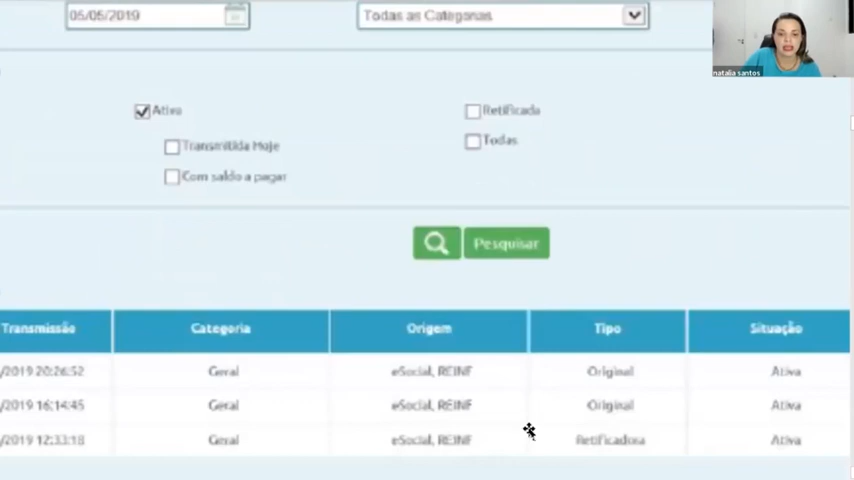 05/05/2019 Todas as Categorias
natalia santos
Ativa Retificada
Transmitida Hoje Todas
Com saldo a pagar
Pesquisar
Transmissão Categoria Origem Tipo Situação
/2019 20:26:52 Geral eSocial, REINF Original Ativa
/2019 16:14:45 Geral eSocial, REINF Original Ativa
/2019 12:33:18 Geral eSocial, REINF Retificadora Ativa